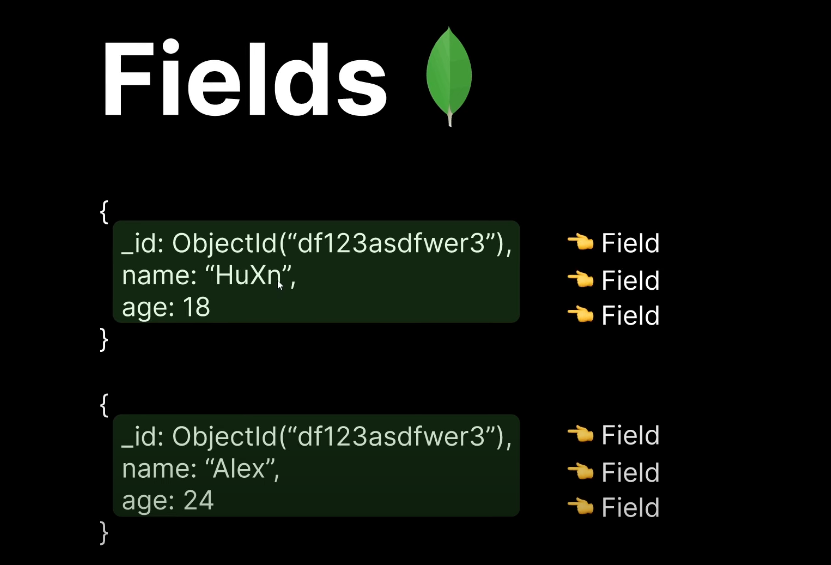 Fields
{
_id: ObjectId(“df123asdfwer3”), Field
name: “HuXn”, Field
age: 18 Field
}
{
_id: ObjectId(“df123asdfwer3”), Field
name: “Alex”, Field
age: 24 Field
}